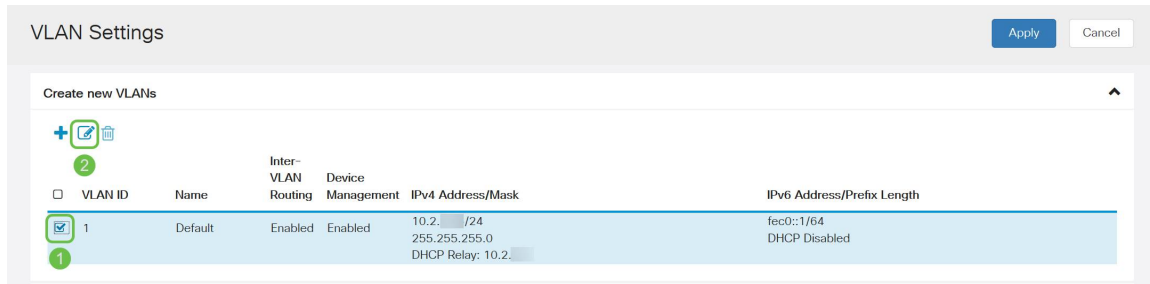 VLAN Settings
Apply
Cancel
Create new VLANs
2
Inter-
VLAN Device
VLAN ID Name Routing Management IPv4 Address/Mask IPv6 Address/Prefix Length
1 Default Enabled Enabled 10.2. /24 fec0::1/64
255.255.255.0 DHCP Disabled
1 DHCP Relay: 10.2.